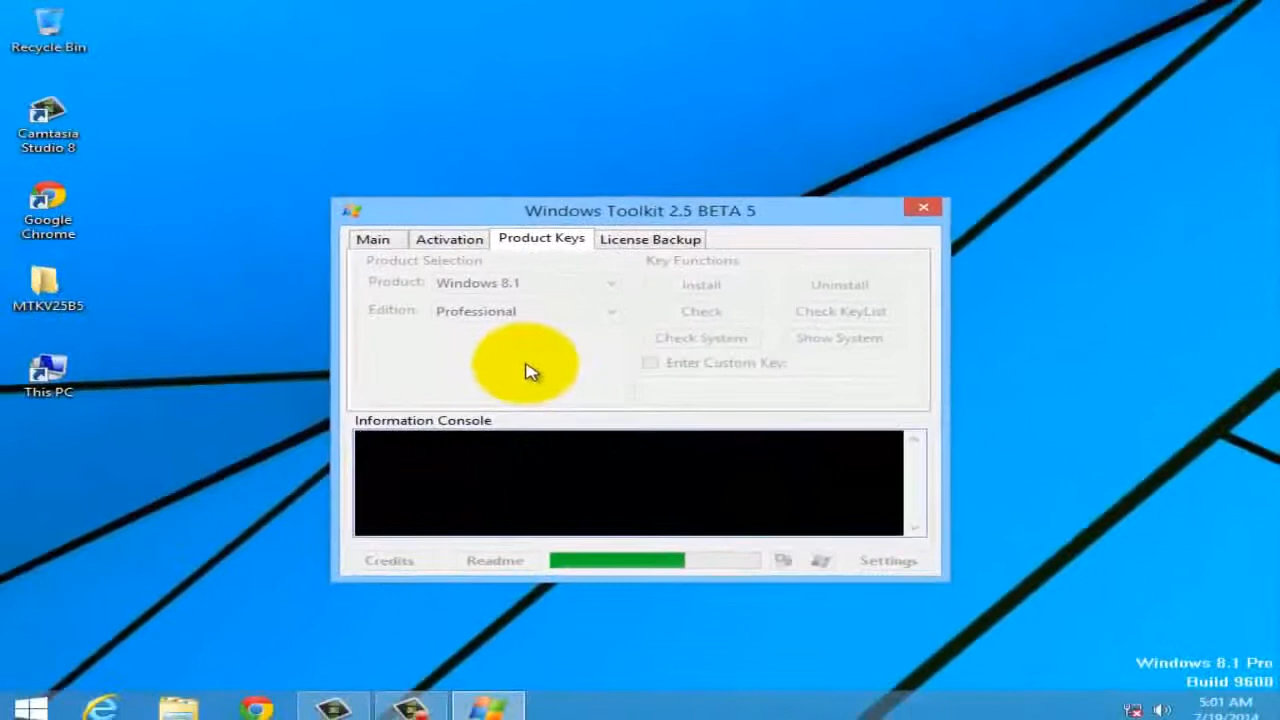 Recycle Bin
Camtasia
Studio 8
Google
Chrome
MTKV25B5
This PC
Windows Toolkit 2.5 BETA 5
Main
Activation
Product Keys
License Backup
Product Selection
Product:
Windows 8.1
Edition:
Professional
Key Functions
Install
Uninstall
Check
Check KeyList
Check System
Show System
Enter Custom Key:
Information Console
Credits
Readme
Settings
Windows 8.1 Pro
Build 9600
5:01 AM
7/19/2014